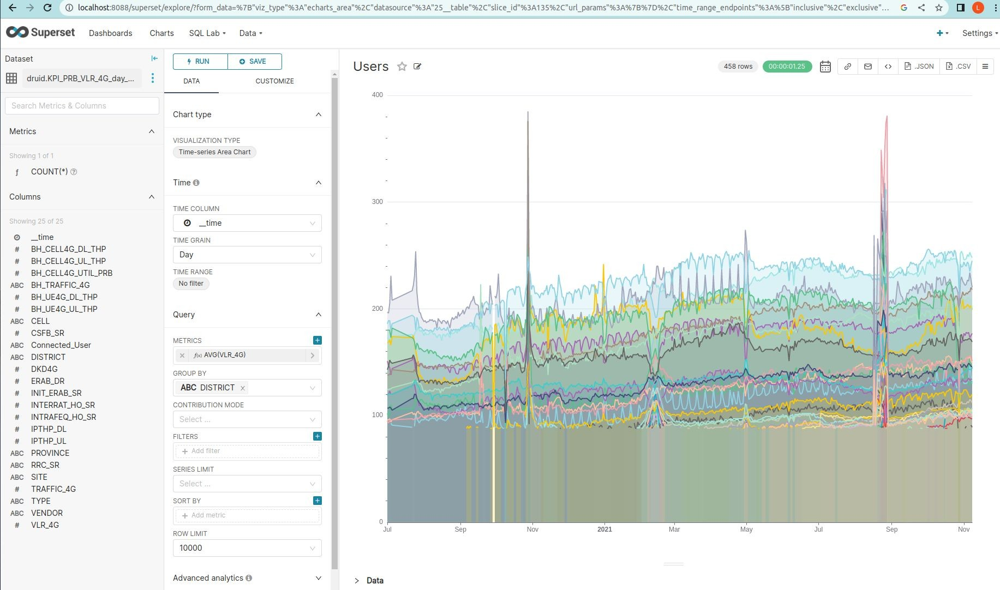 localhost:8088/superset/explore/?form_data=%7B"viz_type"%3A"echarts_area"%2C"datasource"%3A"25__table"%2C"slice_id"%3A135%2C"url_params"%3A%7B%7D%2C"time_range_endpoints"%3A%5B"inclusive"%2C"exclusive"...
G
L
Superset
Dashboards
Charts
SQL Lab
Data
Settings
Dataset
druid.KPI_PRB_VLR_4G_day_...
Search Metrics & Columns
Metrics
Showing 1 of 1
ƒ COUNT(*)
Columns
Showing 25 of 25
__time
# BH_CELL4G_DL_THP
# BH_CELL4G_UL_THP
# BH_CELL4G_UTIL_PRB
ABC BH_TRAFFIC_4G
# BH_UE4G_DL_THP
# BH_UE4G_UL_THP
ABC CELL
# CSFB_SR
ABC Connected_User
ABC DISTRICT
# DKD4G
# ERAB_DR
# INIT_ERAB_SR
# INTERRAT_HO_SR
# INTRAFEQ_HO_SR
# IPTHP_DL
# IPTHP_UL
ABC PROVINCE
ABC RRC_SR
ABC SITE
# TRAFFIC_4G
ABC TYPE
ABC VENDOR
# VLR_4G
RUN
SAVE
DATA
CUSTOMIZE
Chart type
VISUALIZATION TYPE
Time-series Area Chart
Time
TIME COLUMN
__time
TIME GRAIN
Day
TIME RANGE
No filter
Query
METRICS
f(x) AVG(VLR_4G)
GROUP BY
ABC DISTRICT
CONTRIBUTION MODE
Select ...
FILTERS
Add filter
SERIES LIMIT
Select ...
SORT BY
Add metric
ROW LIMIT
10000
Advanced analytics
Users
458 rows
00:00:01.25
.JSON
.CSV
400
300
200
100
0
Jul
Sep
Nov
2021
Mar
May
Jul
Sep
Nov
Data